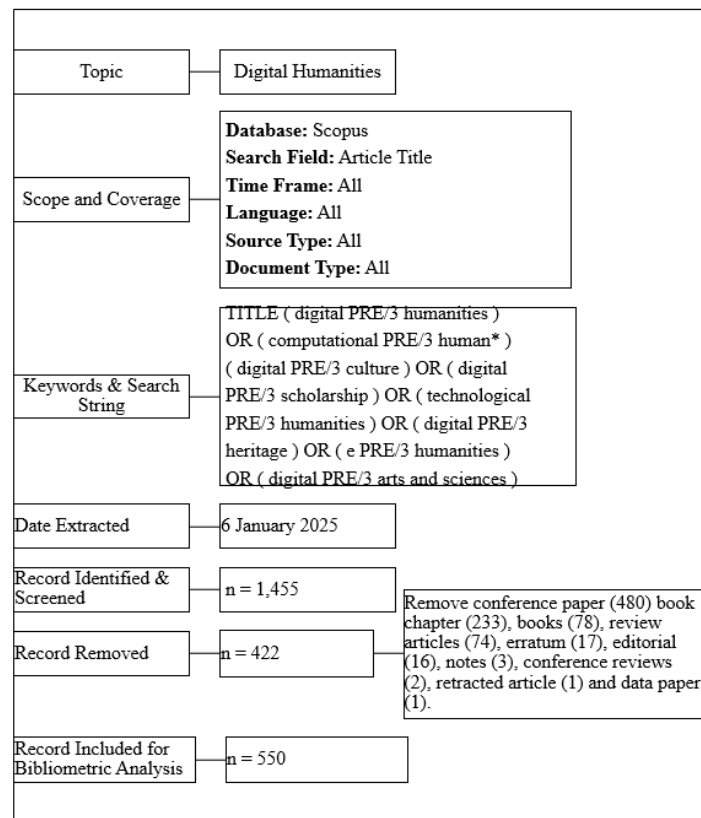 Topic
Digital Humanities
Scope and Coverage
Database: Scopus
Search Field: Article Title
Time Frame: All
Language: All
Source Type: All
Document Type: All
Keywords & Search
String
TITLE ( digital PRE/3 humanities )
OR ( computational PRE/3 human* )
( digital PRE/3 culture ) OR ( digital
PRE/3 scholarship ) OR ( technological
PRE/3 humanities ) OR ( digital PRE/3
heritage ) OR ( e PRE/3 humanities )
OR ( digital PRE/3 arts and sciences )
Date Extracted
6 January 2025
Record Identified &
Screened
n = 1,455
Record Removed
n = 422
Remove conference paper (480) book
chapter (233), books (78), review
articles (74), erratum (17), editorial
(16), notes (3), conference reviews
(2), retracted article (1) and data paper
(1).
Record Included for
Bibliometric Analysis
n = 550